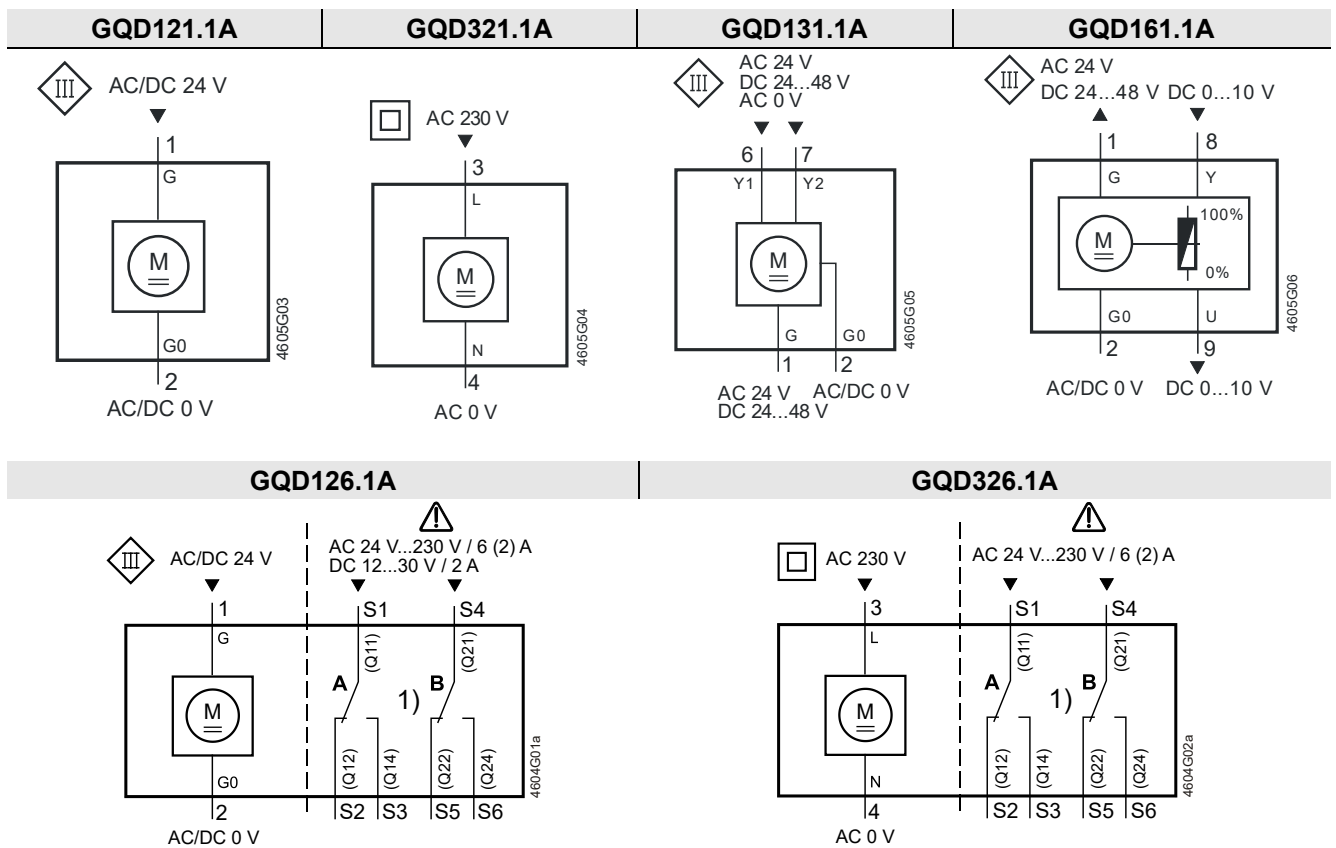 GQD121.1A
GQD321.1A
GQD131.1A
GQD161.1A
III
AC/DC 24 V
1
G
M
G0
2
AC/DC 0 V
4605G03
AC 230 V
3
L
M
N
4
AC 0 V
4605G04
III
AC 24 V
DC 24...48 V
AC 0 V
6
7
Y1
Y2
M
G
G0
1
2
AC 24 V
DC 24...48 V
AC/DC 0 V
4605G05
III
AC 24 V
DC 24...48 V
DC 0...10 V
1
8
G
Y
M
100%
0%
G0
U
2
9
AC/DC 0 V
DC 0...10 V
4605G06
GQD126.1A
GQD326.1A
III
AC/DC 24 V
AC 24 V...230 V / 6 (2) A
DC 12...30 V / 2 A
1
S1
S4
G
(Q11)
(Q21)
A
1)
B
M
(Q12)
(Q14)
(Q22)
(Q24)
G0
2
S2
S3
S5
S6
AC/DC 0 V
4604G01a
AC 230 V
AC 24 V...230 V / 6 (2) A
3
S1
S4
L
(Q11)
(Q21)
A
1)
B
M
(Q12)
(Q14)
(Q22)
(Q24)
N
4
S2
S3
S5
S6
AC 0 V
4604G02a